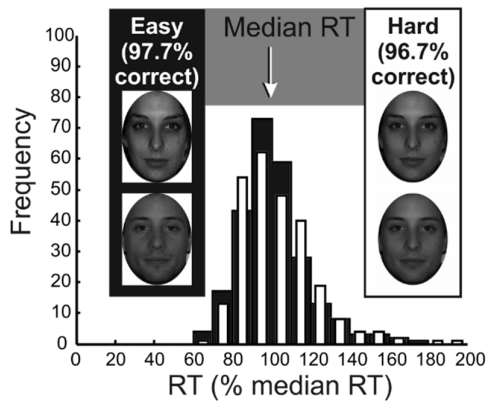 Easy
(97.7%
correct)
Median RT
Hard
(96.7%
correct)
Frequency
100
90
80
70
60
50
40
30
20
10
0
0 20 40 60 80 100 120 140 160 180 200
RT (% median RT)